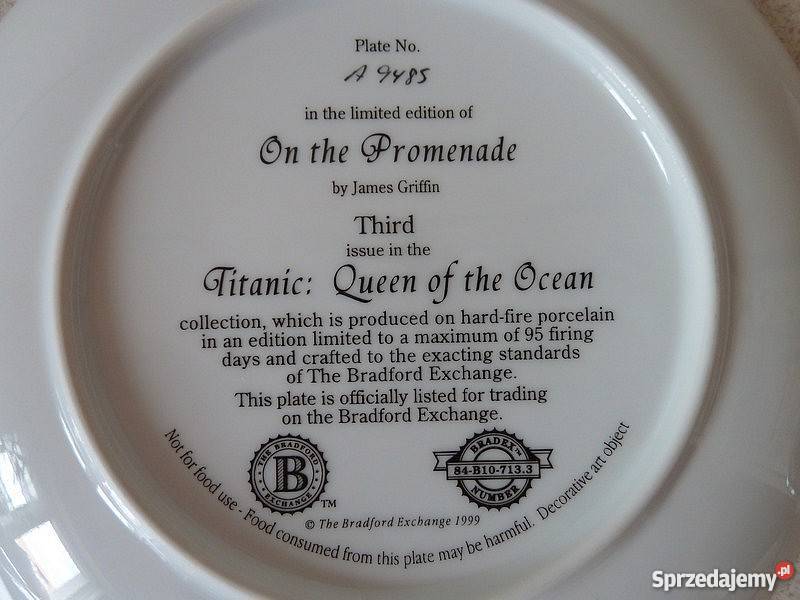 Plate No.
A 9485
in the limited edition of
On the Promenade
by James Griffin
Third
issue in the
Titanic: Queen of the Ocean
collection, which is produced on hard-fire porcelain
in an edition limited to a maximum of 95 firing
days and crafted to the exacting standards
of The Bradford Exchange.
This plate is officially listed for trading
on the Bradford Exchange.
THE BRADFORD
B
EXCHANGE
TM
BRADEX™
84-B10-713.3
NUMBER
© The Bradford Exchange 1999
Not for food use - Food consumed from this plate may be harmful. Decorative art object
Sprzedajemy.pl